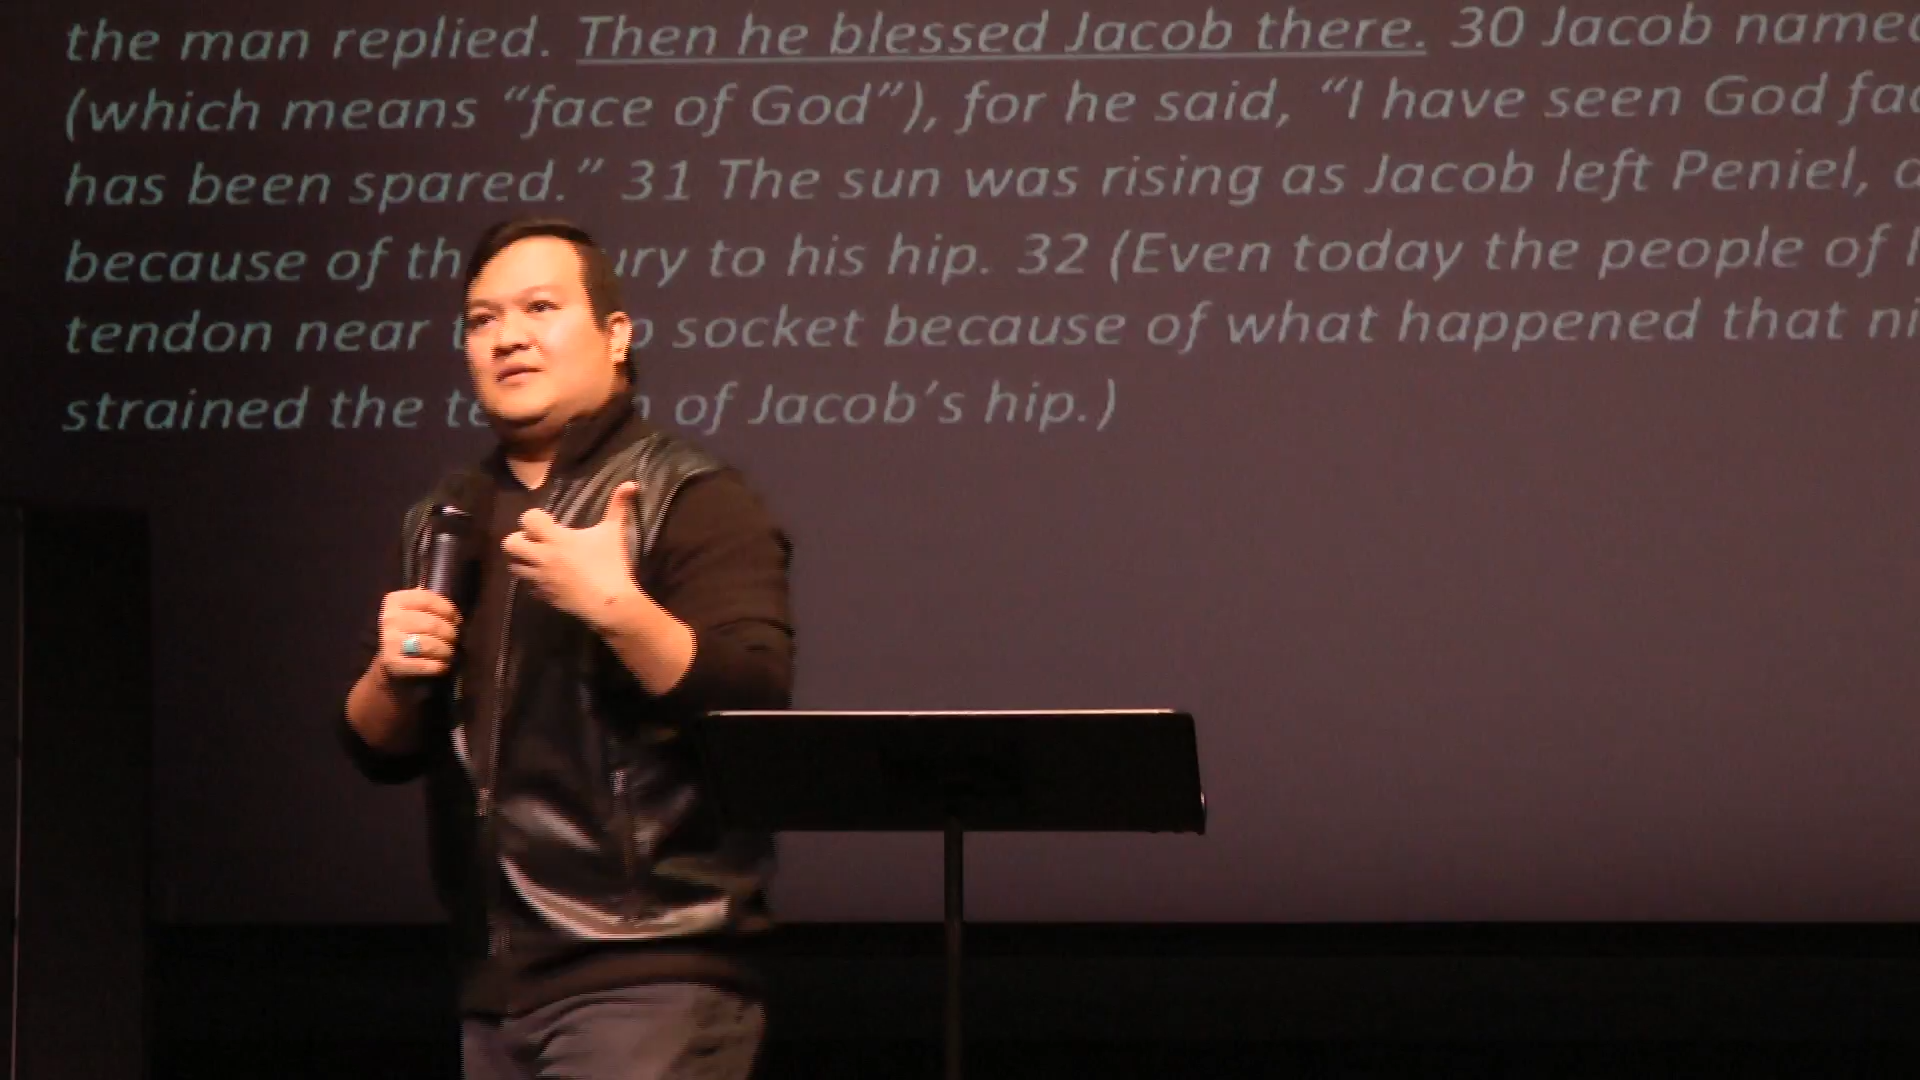 the man replied. Then he blessed Jacob there. 30 Jacob named
(which means “face of God”), for he said, “I have seen God fac
has been spared.” 31 The sun was rising as Jacob left Peniel, a
because of th ury to his hip. 32 (Even today the people of I
tendon near t p socket because of what happened that ni
strained the te n of Jacob’s hip.)